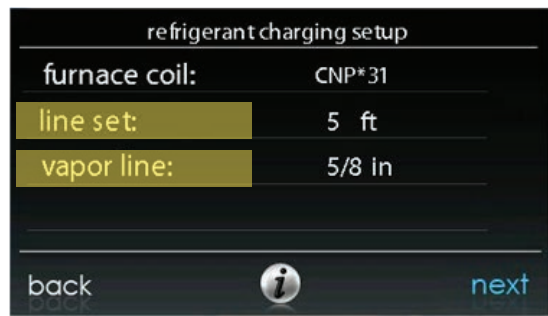 refrigerant charging setup
furnace coil: CNP*31
line set: 5 ft
vapor line: 5/8 in
back i next